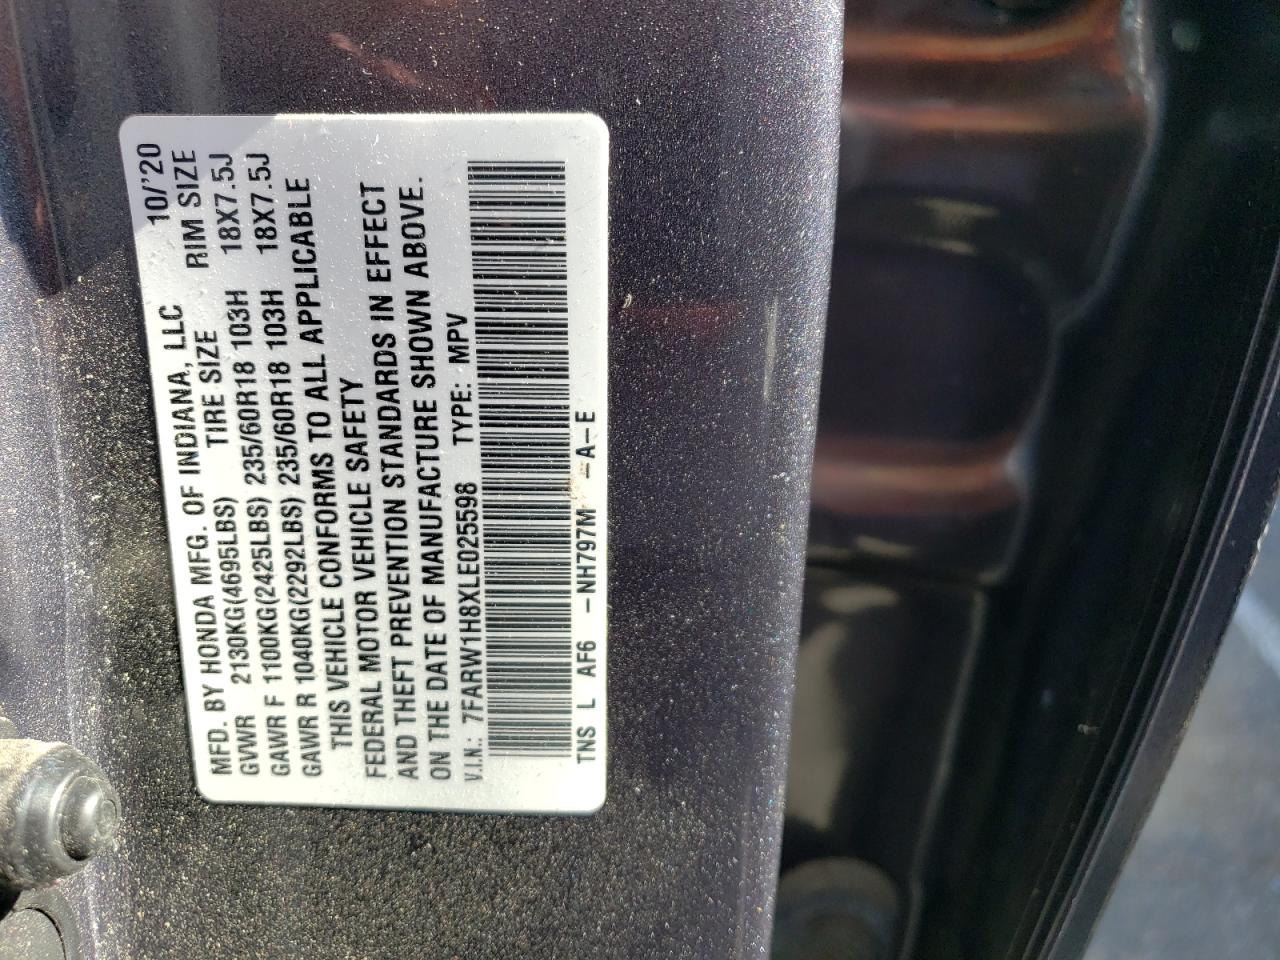 MFD. BY HONDA MFG. OF INDIANA, LLC 10/'20
GVWR 2130KG(4695LBS) TIRE SIZE RIM SIZE
GAWR F 1100KG(2425LBS) 235/60R18 103H 18X7.5J
GAWR R 1040KG(2292LBS) 235/60R18 103H 18X7.5J
THIS VEHICLE CONFORMS TO ALL APPLICABLE
FEDERAL MOTOR VEHICLE SAFETY
AND THEFT PREVENTION STANDARDS IN EFFECT
ON THE DATE OF MANUFACTURE SHOWN ABOVE.
V.I.N.: 7FARW1H8XLE025598 TYPE: MPV
TNS L AF6 -NH797M -A-E